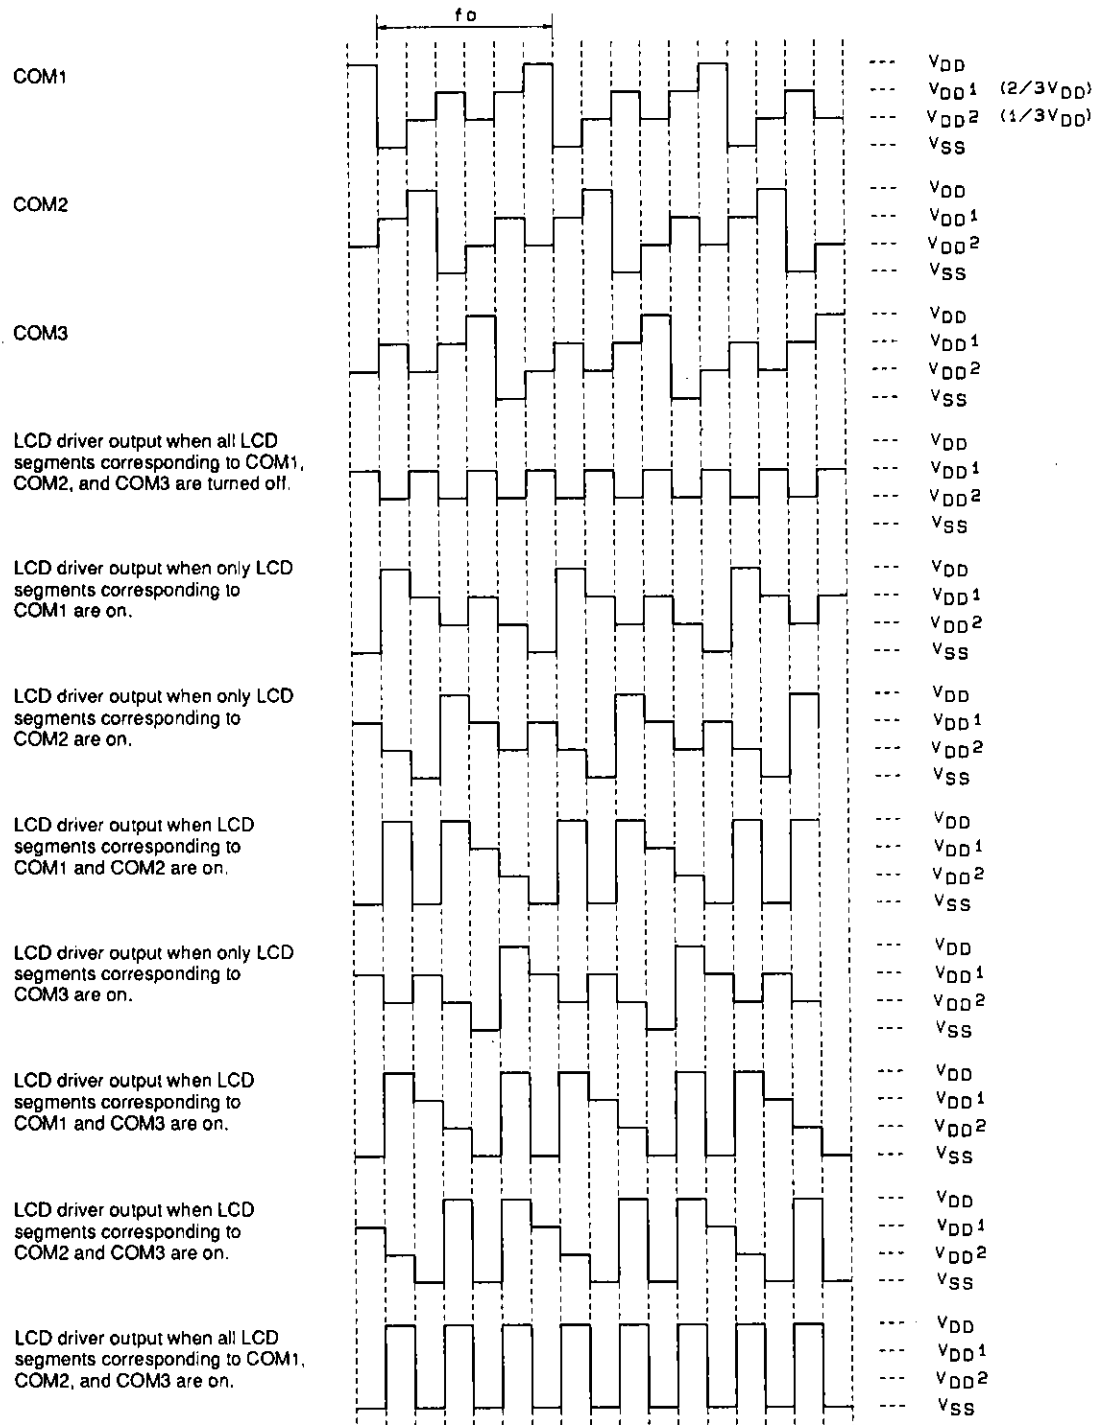 fD
COM1
--- VDD
--- VDD1 (2/3VDD)
--- VDD2 (1/3VDD)
--- VSS
COM2
--- VDD
--- VDD1
--- VDD2
--- VSS
COM3
--- VDD
--- VDD1
--- VDD2
--- VSS
LCD driver output when all LCD
segments corresponding to COM1,
COM2, and COM3 are turned off.
--- VDD
--- VDD1
--- VDD2
--- VSS
LCD driver output when only LCD
segments corresponding to
COM1 are on.
--- VDD
--- VDD1
--- VDD2
--- VSS
LCD driver output when only LCD
segments corresponding to
COM2 are on.
--- VDD
--- VDD1
--- VDD2
--- VSS
LCD driver output when LCD
segments corresponding to
COM1 and COM2 are on.
--- VDD
--- VDD1
--- VDD2
--- VSS
LCD driver output when only LCD
segments corresponding to
COM3 are on.
--- VDD
--- VDD1
--- VDD2
--- VSS
LCD driver output when LCD
segments corresponding to
COM1 and COM3 are on.
--- VDD
--- VDD1
--- VDD2
--- VSS
LCD driver output when LCD
segments corresponding to
COM2 and COM3 are on.
--- VDD
--- VDD1
--- VDD2
--- VSS
LCD driver output when all LCD
segments corresponding to COM1,
COM2, and COM3 are on.
--- VDD
--- VDD1
--- VDD2
--- VSS